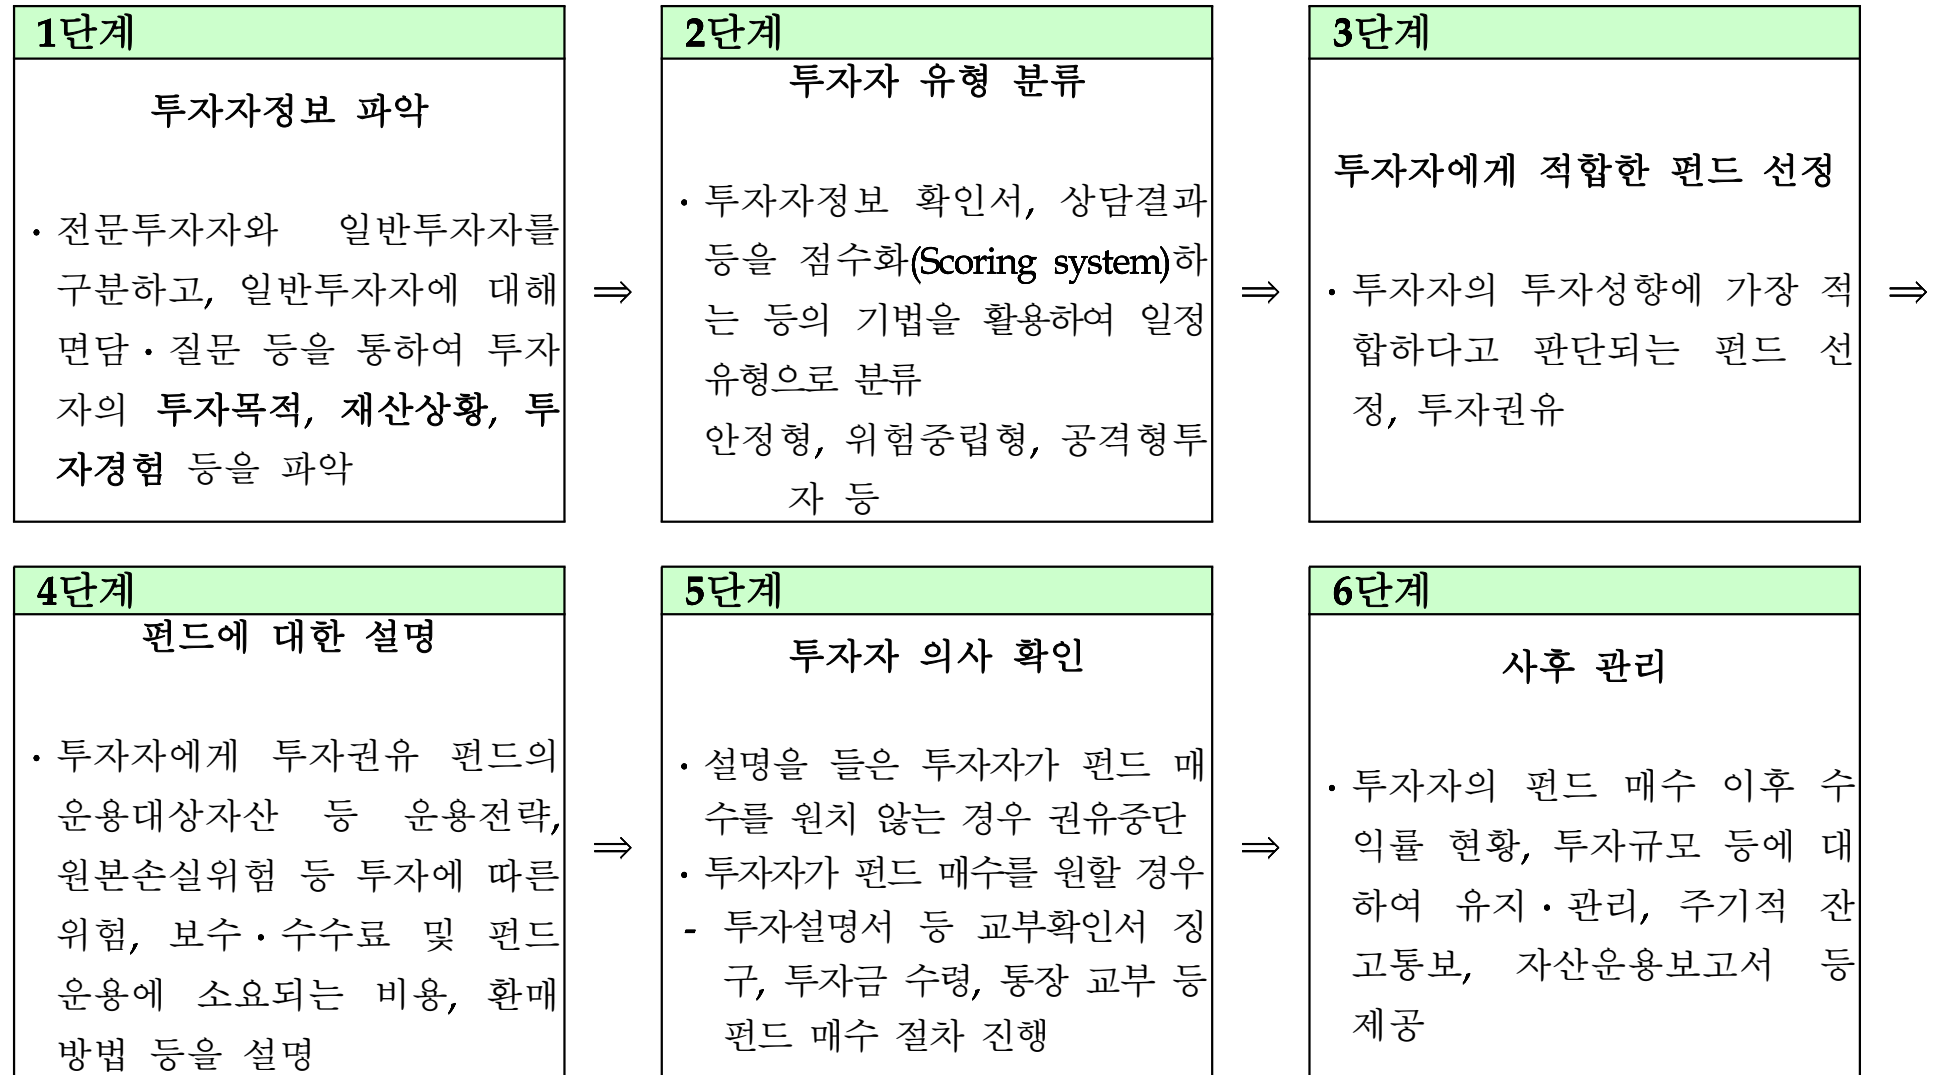 1단계
투자자정보 파악
· 전문투자자와 일반투자자를
구분하고, 일반투자자에 대해
면담·질문 등을 통하여 투자
자의 투자목적, 재산상황, 투
자경험 등을 파악
⇒
2단계
투자자 유형 분류
· 투자자정보 확인서, 상담결과
등을 점수화(Scoring system)하
는 등의 기법을 활용하여 일정
유형으로 분류
안정형, 위험중립형, 공격형투
자 등
⇒
3단계
투자자에게 적합한 펀드 선정
· 투자자의 투자성향에 가장 적
합하다고 판단되는 펀드 선
정, 투자권유
⇒
4단계
펀드에 대한 설명
· 투자자에게 투자권유 펀드의
운용대상자산 등 운용전략,
원본손실위험 등 투자에 따른
위험, 보수·수수료 및 펀드
운용에 소요되는 비용, 환매
방법 등을 설명
⇒
5단계
투자자 의사 확인
· 설명을 들은 투자자가 펀드 매
수를 원치 않는 경우 권유중단
· 투자자가 펀드 매수를 원할 경우
- 투자설명서 등 교부확인서 징
구, 투자금 수령, 통장 교부 등
펀드 매수 절차 진행
⇒
6단계
사후 관리
· 투자자의 펀드 매수 이후 수
익률 현황, 투자규모 등에 대
하여 유지·관리, 주기적 잔
고통보, 자산운용보고서 등
제공